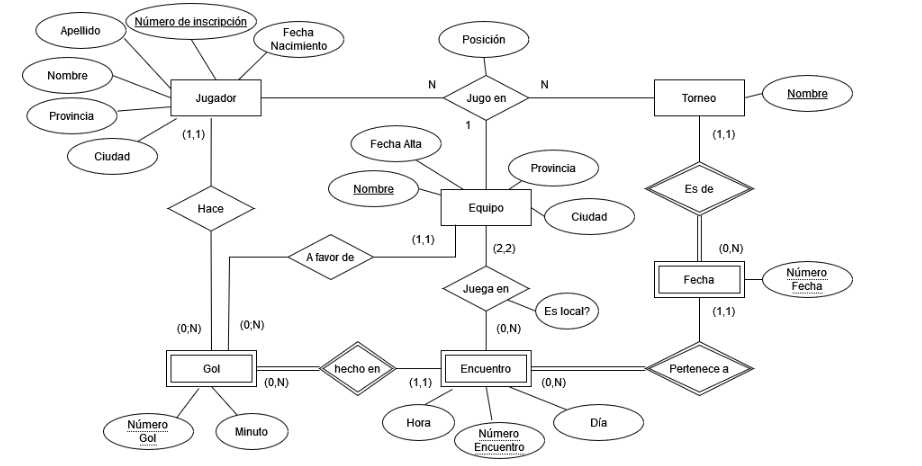 Número de inscripción
Apellido
Fecha
Nacimiento
Posición
Nombre
Jugador
N
Jugo en
N
Torneo
Nombre
Provincia
1
(1,1)
(1,1)
Ciudad
Fecha Alta
Provincia
Nombre
Es de
Hace
Equipo
Ciudad
(1,1)
(2,2)
(0,N)
A favor de
Número
Fecha
Fecha
Juega en
Es local?
(1,1)
(0;N)
(0;N)
(0,N)
Gol
hecho en
Encuentro
Pertenece a
(0,N)
(1,1)
(0,N)
Número
Gol
Minuto
Hora
Número
Encuentro
Día